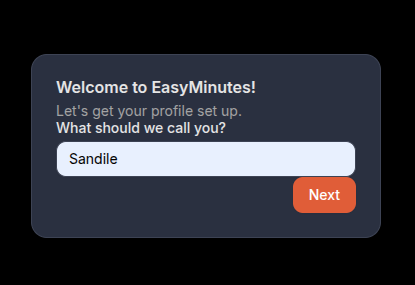 Welcome to EasyMinutes!
Let's get your profile set up.
What should we call you?
Sandile
Next